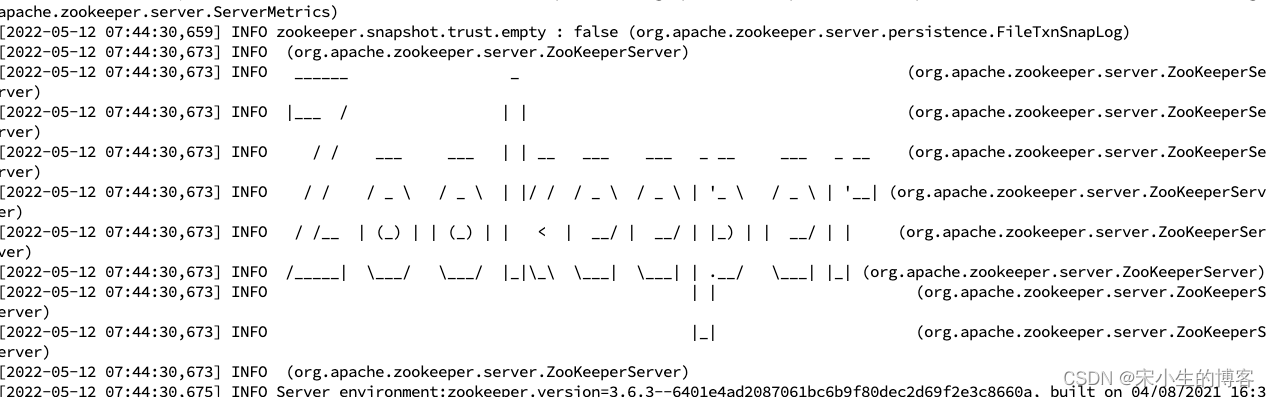 apache.zookeeper.server.ServerMetrics)
[2022-05-12 07:44:30,659] INFO zookeeper.snapshot.trust.empty : false (org.apache.zookeeper.server.persistence.FileTxnSnapLog)
[2022-05-12 07:44:30,673] INFO  (org.apache.zookeeper.server.ZooKeeperServer)
[2022-05-12 07:44:30,673] INFO   ______                  _                                           (org.apache.zookeeper.server.ZooKeeperSe
rver)
[2022-05-12 07:44:30,673] INFO  |___  /                 | |                                          (org.apache.zookeeper.server.ZooKeeperSe
rver)
[2022-05-12 07:44:30,673] INFO     / /    ___     ___   | | __   ___    ___   _ __     ___   _ __    (org.apache.zookeeper.server.ZooKeeperSe
rver)
[2022-05-12 07:44:30,673] INFO    / /    / _ \   / _ \  | |/ /  / _ \  / _ \ | '_ \   / _ \ | '__| (org.apache.zookeeper.server.ZooKeeperServ
er)
[2022-05-12 07:44:30,673] INFO   / /__  | (_) | | (_) | |   <  |  __/ |  __/ | |_) | |  __/ | |     (org.apache.zookeeper.server.ZooKeeperSer
ver)
[2022-05-12 07:44:30,673] INFO  /_____|  \___/   \___/  |_|\_\  \___|  \___| | .__/   \___| |_| (org.apache.zookeeper.server.ZooKeeperServer)
[2022-05-12 07:44:30,673] INFO                                               | |                      (org.apache.zookeeper.server.ZooKeeperS
erver)
[2022-05-12 07:44:30,673] INFO                                               |_|                      (org.apache.zookeeper.server.ZooKeeperS
erver)
[2022-05-12 07:44:30,673] INFO  (org.apache.zookeeper.server.ZooKeeperServer)
[2022-05-12 07:44:30,675] INFO Server environment:zookeeper.version=3.6.3--6401e4ad2087061bc6b9f80dec2d69f2e3c8660a, built on 04/08/2021 16:3
CSDN @宋小生的博客